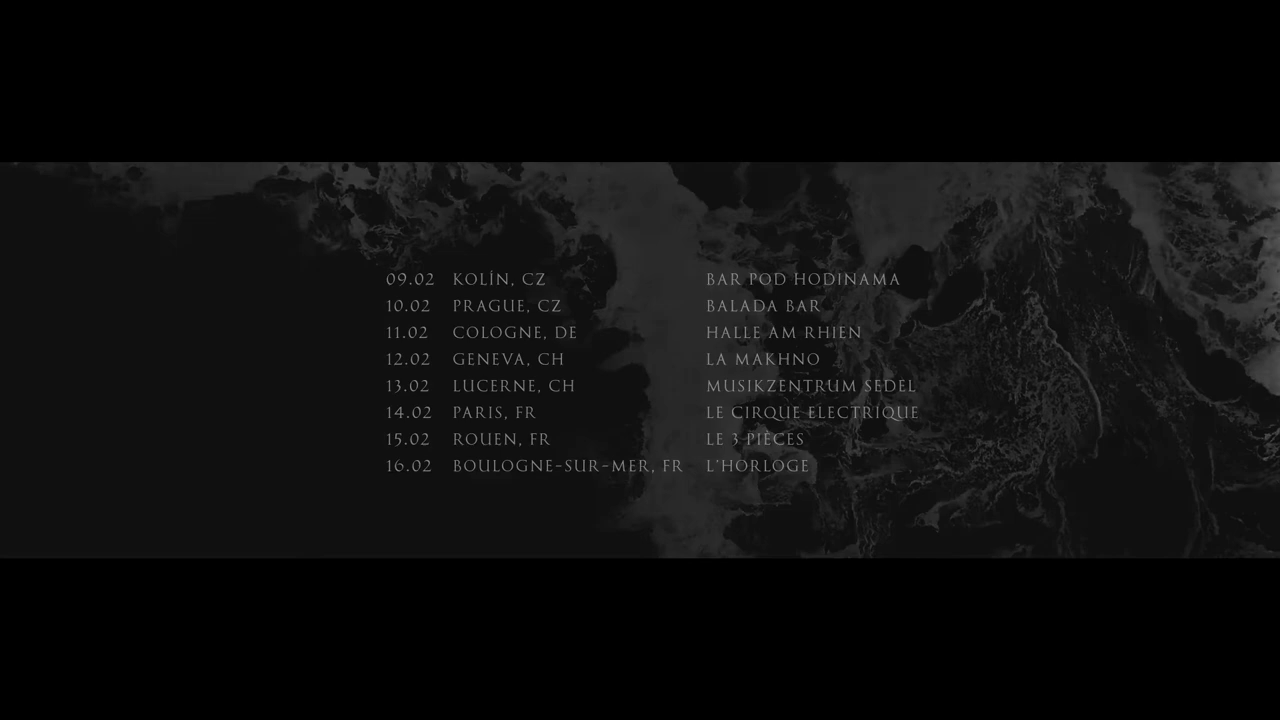 09.02 KOLÍN, CZ BAR POD HODINAMA
10.02 PRAGUE, CZ BALADA BAR
11.02 COLOGNE, DE HALLE AM RHIEN
12.02 GENEVA, CH LA MAKHNO
13.02 LUCERNE, CH MUSIKZENTRUM SEDEL
14.02 PARIS, FR LE CIRQUE ELECTRIQUE
15.02 ROUEN, FR LE 3 PIÈCES
16.02 BOULOGNE-SUR-MER, FR L'HORLOGE